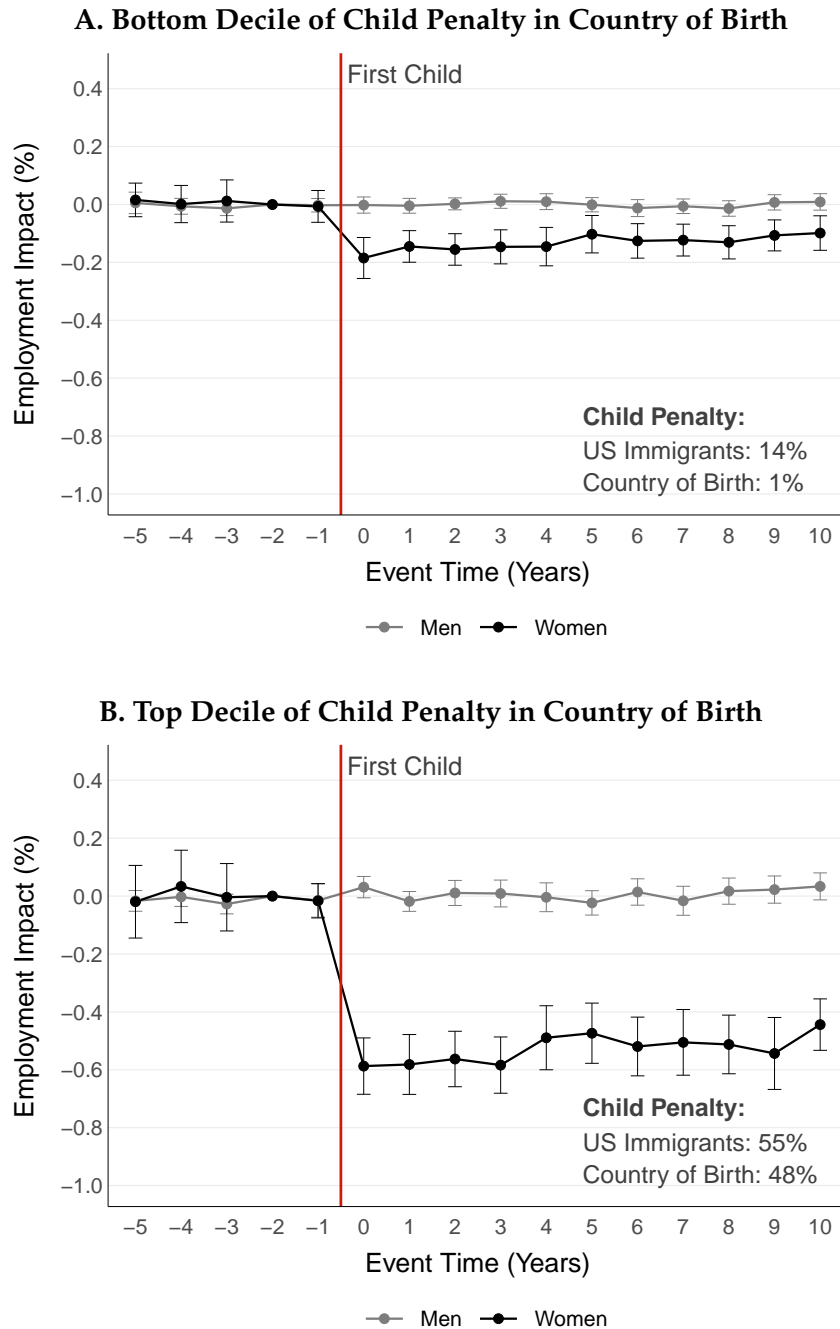 A. Bottom Decile of Child Penalty in Country of Birth
First Child
Employment Impact (%)
0.4
0.2
0.0
−0.2
−0.4
−0.6
−0.8
−1.0
Child Penalty:
US Immigrants: 14%
Country of Birth: 1%
−5 −4 −3 −2 −1 0 1 2 3 4 5 6 7 8 9 10
Event Time (Years)
Men Women
B. Top Decile of Child Penalty in Country of Birth
First Child
Employment Impact (%)
0.4
0.2
0.0
−0.2
−0.4
−0.6
−0.8
−1.0
Child Penalty:
US Immigrants: 55%
Country of Birth: 48%
−5 −4 −3 −2 −1 0 1 2 3 4 5 6 7 8 9 10
Event Time (Years)
Men Women